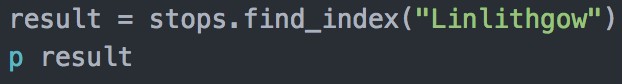 result = stops.find_index("Linlithgow")
p result